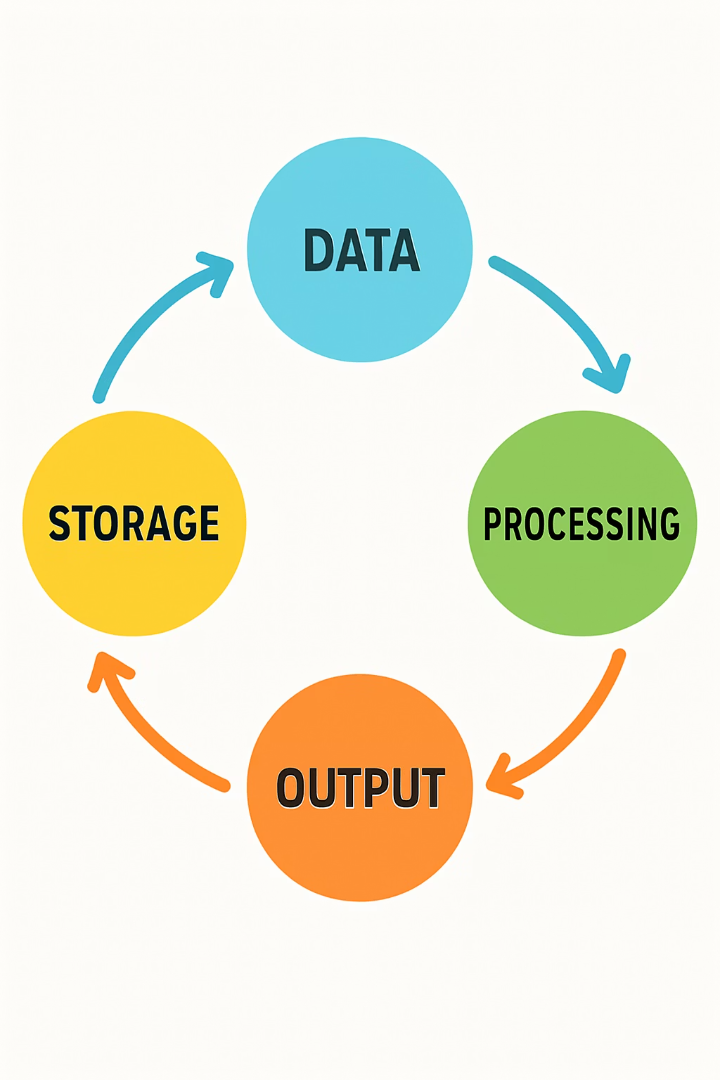 DATA
STORAGE
PROCESSING
OUTPUT